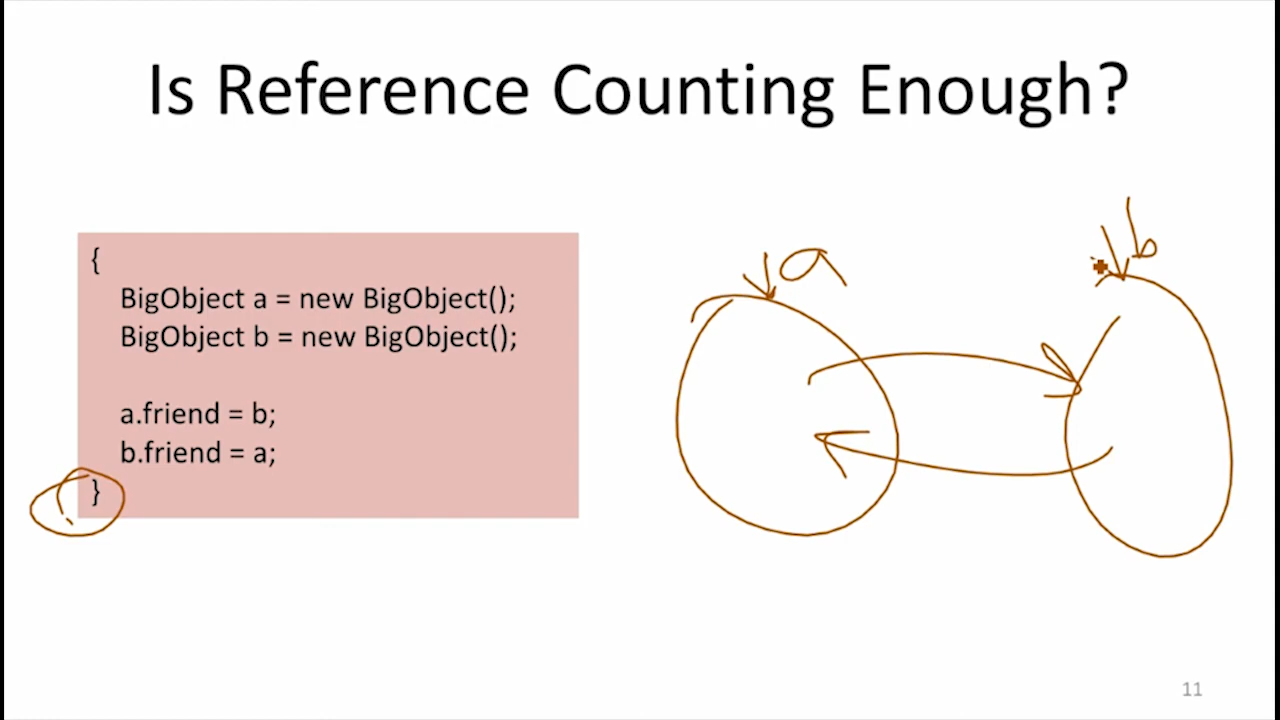 Is Reference Counting Enough?
{
BigObject a = new BigObject();
BigObject b = new BigObject();
a.friend = b;
b.friend = a;
}
a
b
11